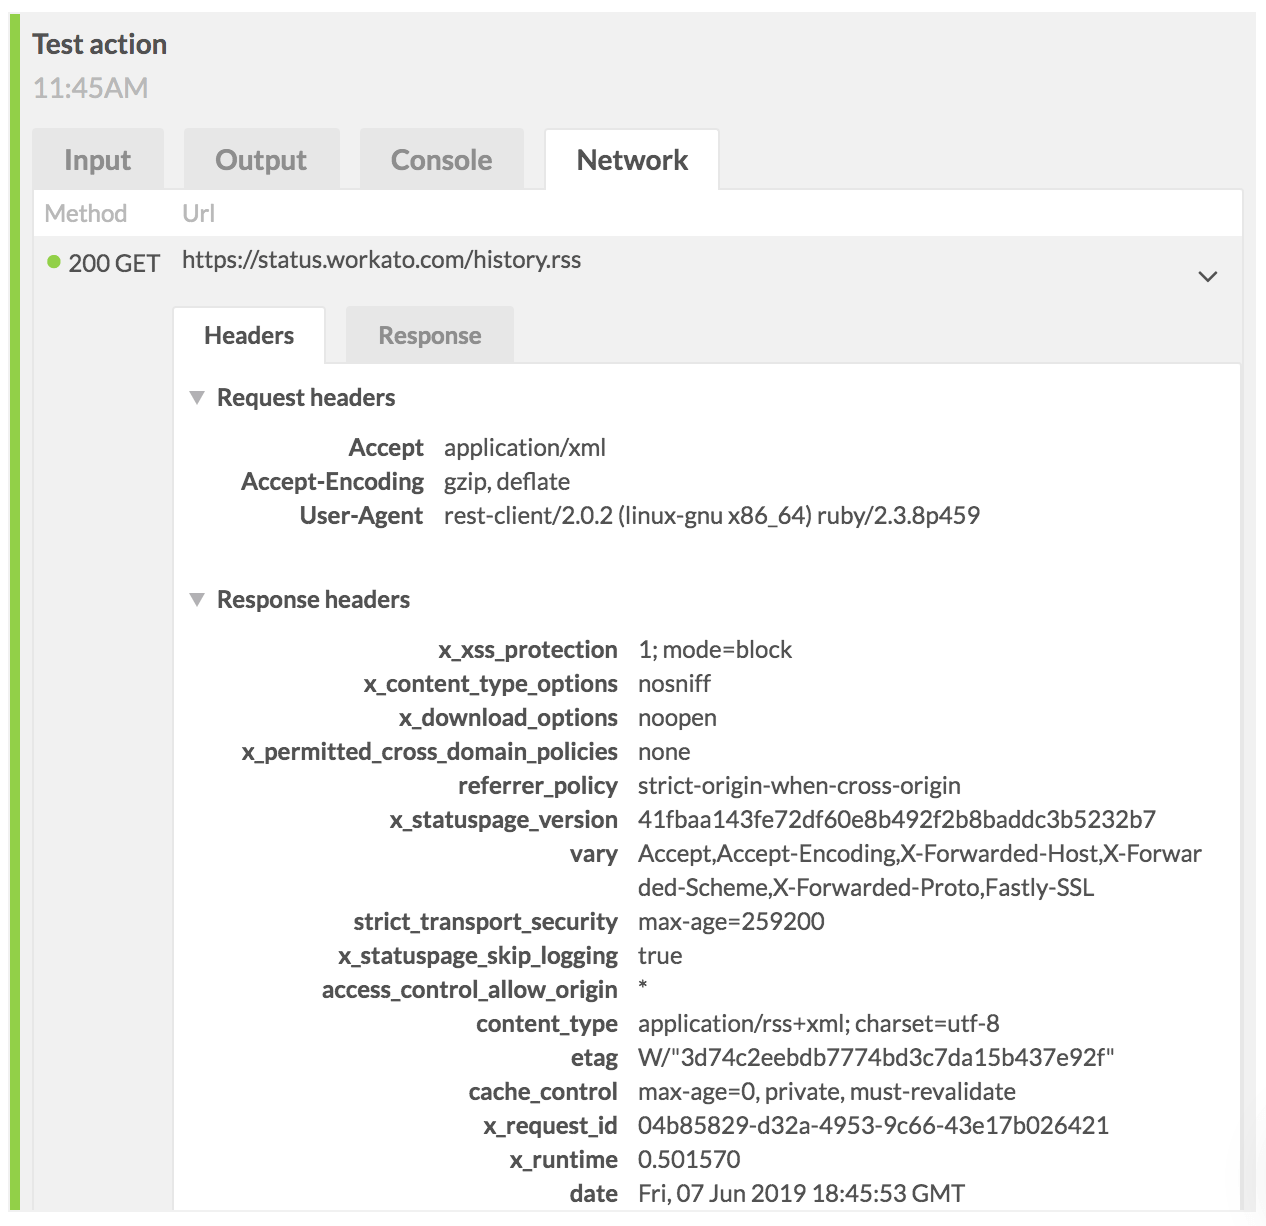 Test action
11:45AM
Input Output Console Network
Method Url
200 GET https://status.workato.com/history.rss
Headers Response
Request headers
Accept application/xml
Accept-Encoding gzip, deflate
User-Agent rest-client/2.0.2 (linux-gnu x86_64) ruby/2.3.8p459
Response headers
x_xss_protection 1; mode=block
x_content_type_options nosniff
x_download_options noopen
x_permitted_cross_domain_policies none
referrer_policy strict-origin-when-cross-origin
x_statuspage_version 41fbaa143fe72df60e8b492f2b8baddc3b5232b7
vary Accept,Accept-Encoding,X-Forwarded-Host,X-Forwar
ded-Scheme,X-Forwarded-Proto,Fastly-SSL
strict_transport_security max-age=259200
x_statuspage_skip_logging true
access_control_allow_origin *
content_type application/rss+xml; charset=utf-8
etag W/"3d74c2eebdb7774bd3c7da15b437e92f"
cache_control max-age=0, private, must-revalidate
x_request_id 04b85829-d32a-4953-9c66-43e17b026421
x_runtime 0.501570
date Fri, 07 Jun 2019 18:45:53 GMT